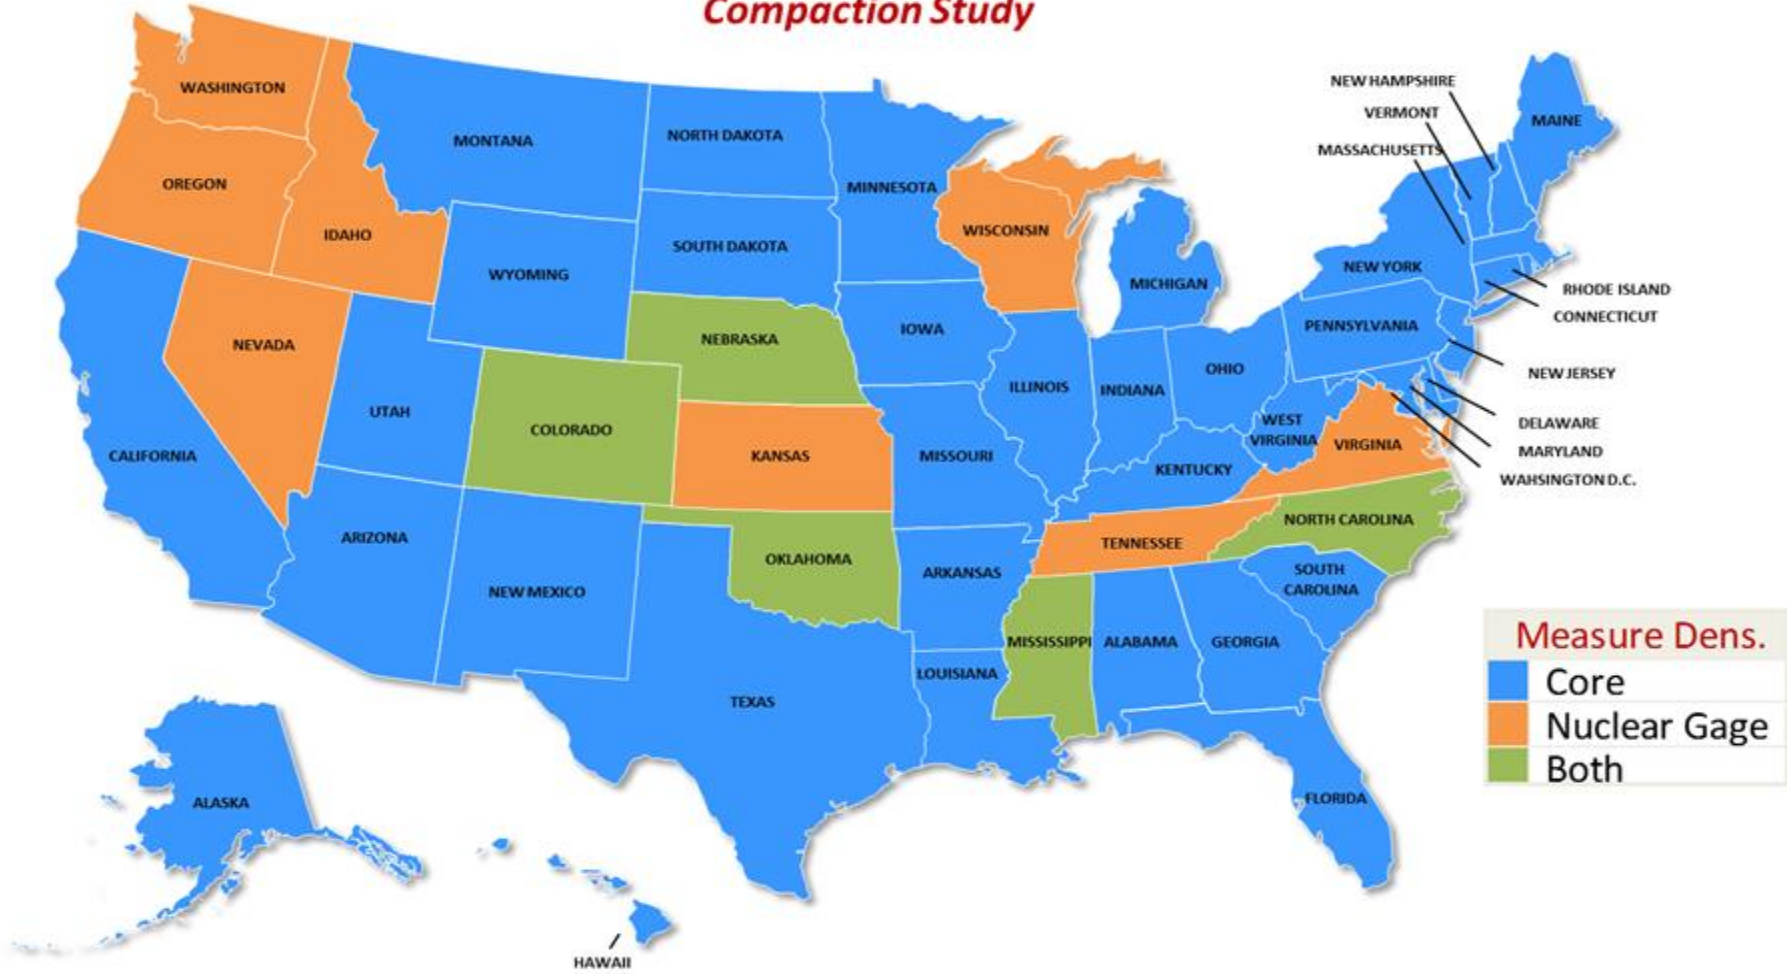 Compaction Study
WASHINGTON
OREGON
IDAHO
MONTANA
NORTH DAKOTA
MINNESOTA
SOUTH DAKOTA
WYOMING
WISCONSIN
MICHIGAN
NEW HAMPSHIRE
VERMONT
MASSACHUSETTS
MAINE
NEW YORK
RHODE ISLAND
CONNECTICUT
PENNSYLVANIA
NEW JERSEY
DELAWARE
MARYLAND
WAHSINGTON D.C.
NEVADA
UTAH
COLORADO
NEBRASKA
IOWA
ILLINOIS
INDIANA
OHIO
WEST
VIRGINIA
VIRGINIA
CALIFORNIA
KANSAS
MISSOURI
KENTUCKY
ARIZONA
NEW MEXICO
OKLAHOMA
ARKANSAS
TENNESSEE
NORTH CAROLINA
SOUTH
CAROLINA
MISSISSIPPI
ALABAMA
GEORGIA
LOUISIANA
TEXAS
FLORIDA
ALASKA
HAWAII
Measure Dens.
Core
Nuclear Gage
Both